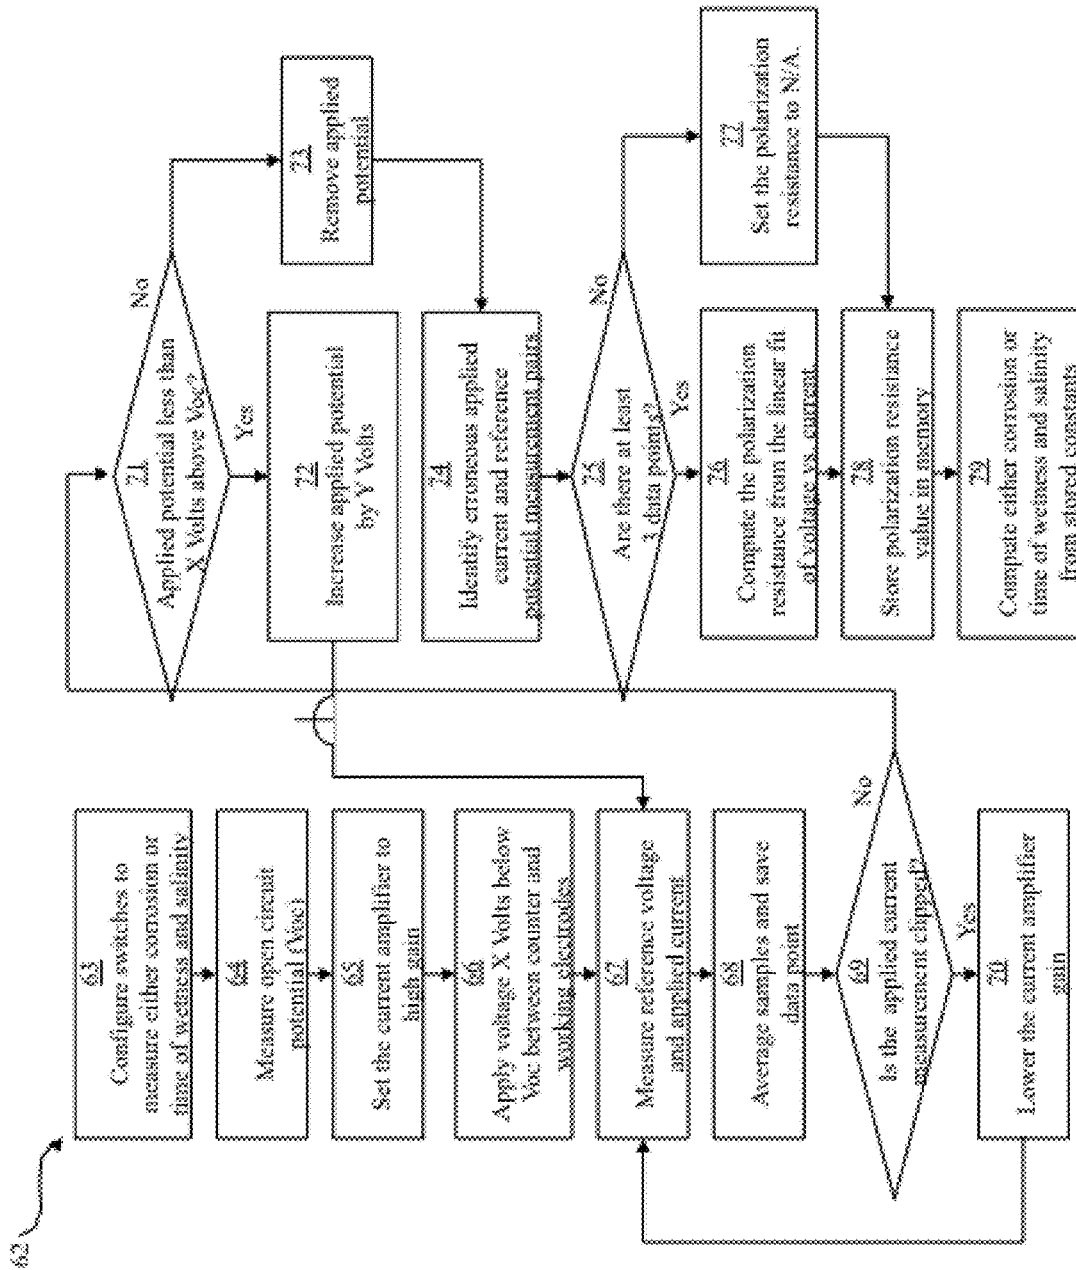 62
63
Configure switches to
measure either corrosion or
time of wetness and salinity
64
Measure open circuit
potential (Voc)
65
Set the current amplifier to
high gain
66
Apply voltage X Volts below
Voc between counter and
working electrodes
67
Measure reference voltage
and applied current
68
Average samples and save
data point
69
Is the applied current
measurement clipped?
No
Yes
70
Lower the current amplifier
gain
71
Applied potential less than
X Volts above Voc?
No
Yes
72
Increase applied potential
by Y Volts
73
Remove applied
potential
74
Identify erroneous applied
current and reference
potential measurement pairs
75
Are there at least
3 data points?
No
Yes
76
Compute the polarization
resistance from the linear fit
of voltage vs. current
77
Set the polarization
resistance to N/A.
78
Store polarization resistance
value in memory
79
Compute either corrosion or
time of wetness and salinity
from stored constants